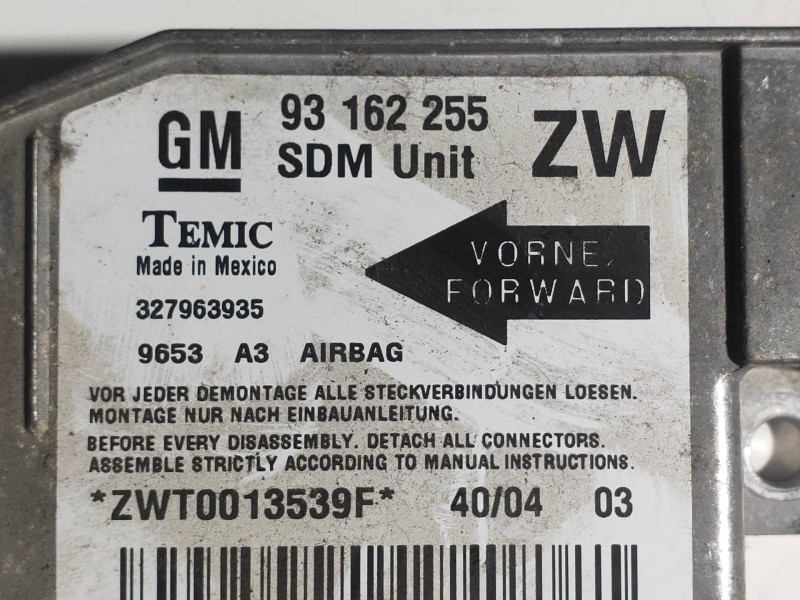 GM
93 162 255
SDM Unit
ZW
TEMIC
Made in Mexico
327963935
9653 A3 AIRBAG
VORNE
FORWARD
VOR JEDER DEMONTAGE ALLE STECKVERBINDUNGEN LOESEN.
MONTAGE NUR NACH EINBAUANLEITUNG.
BEFORE EVERY DISASSEMBLY. DETACH ALL CONNECTORS.
ASSEMBLE STRICTLY ACCORDING TO MANUAL INSTRUCTIONS.
*ZWT0013539F* 40/04 03